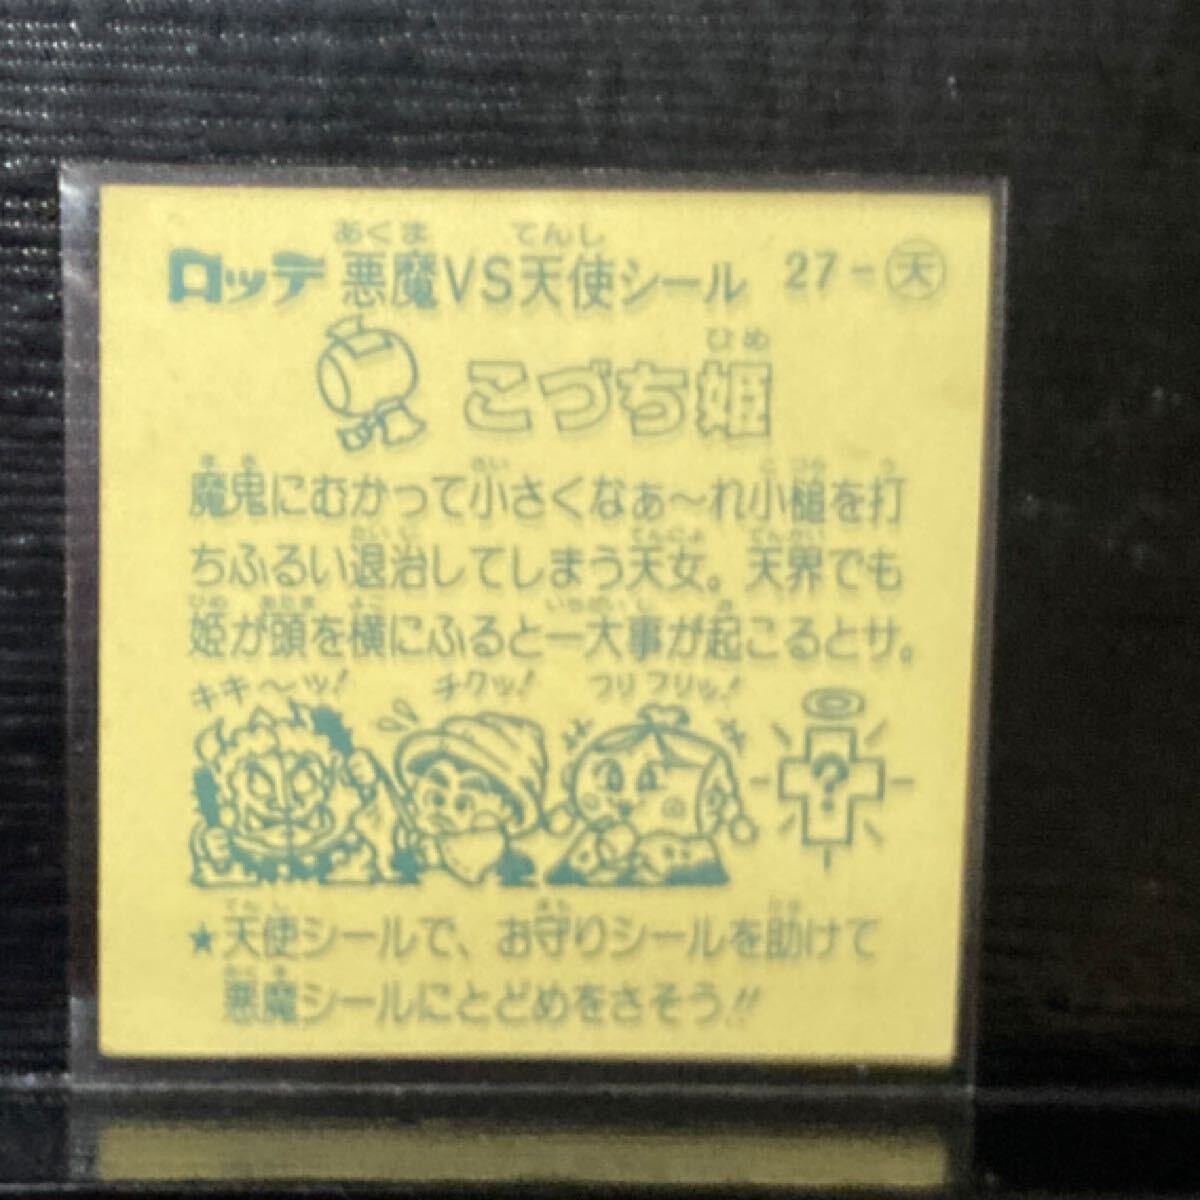 ロッテ 悪魔VS天使シール 27-天
あくま てんし
こづち姫
ひめ
魔鬼にむかって小さくなぁ〜れ小槌を打
ちふるい退治してしまう天女。天界でも
姫が頭を横にふると一大事が起こるとサ。
キキ〜ッ! チクッ! フリフリッ!
?
★天使シールで、お守りシールを助けて
悪魔シールにとどめをさそう!!